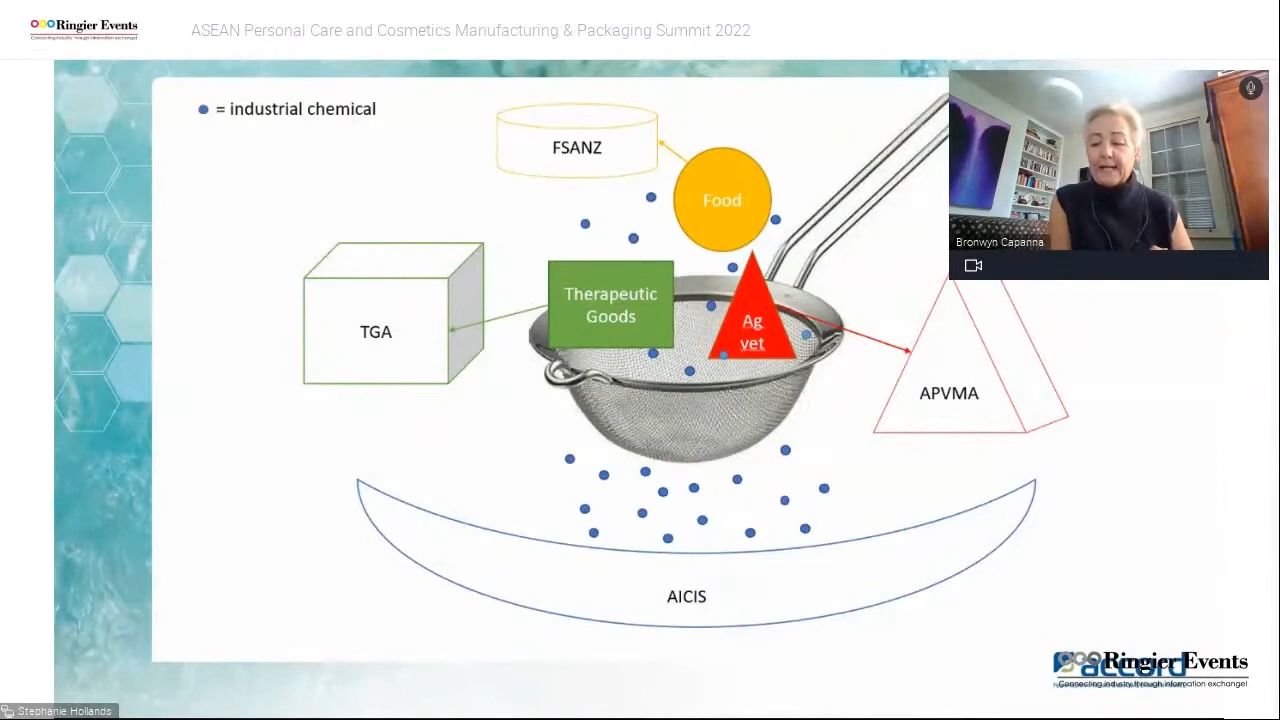 Ringier Events
Connecting industry through information exchange!
ASEAN Personal Care and Cosmetics Manufacturing & Packaging Summit 2022
= industrial chemical
FSANZ
Food
Bronwyn Capanna
Therapeutic
Goods
TGA
Ag
vet
APVMA
AICIS
accord
Ringier Events
Connecting industry through information exchange!
Stephanie Hollands